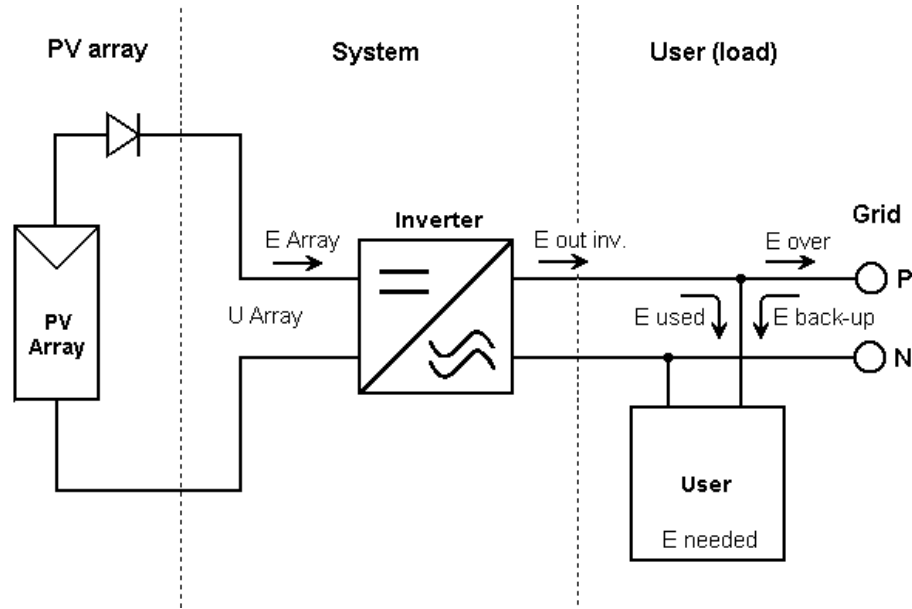 PV array
System
User (load)
Inverter
Grid
E Array
E out inv.
E over
P
U Array
E used
E back-up
PV
Array
N
User
E needed